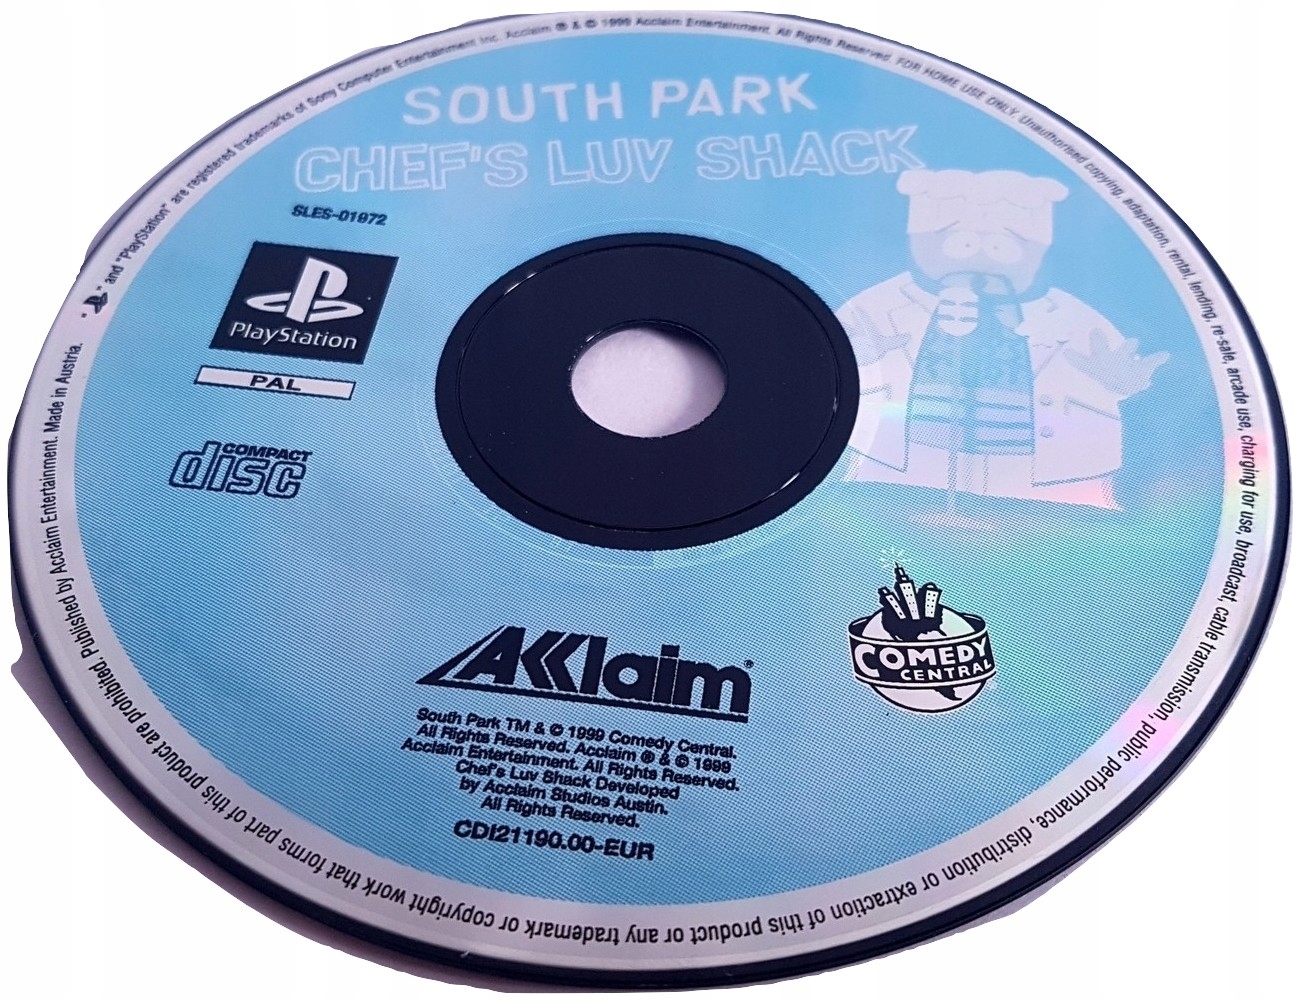 SOUTH PARK
CHEF'S LUV SHACK
SLES-01972
PlayStation
PAL
COMPACT
disc
COMEDY
CENTRAL
AKKlaim®
South Park TM & © 1999 Comedy Central.
All Rights Reserved. Acclaim ® & © 1999
Acclaim Entertainment. All Rights Reserved.
Chef's Luv Shack Developed
by Acclaim Studios Austin.
All Rights Reserved.
CDI21190.00-EUR
" " and "PlayStation" are registered trademarks of Sony Computer Entertainment Inc. Acclaim ® & © 1999 Acclaim Entertainment. All Rights Reserved. FOR HOME USE ONLY. Unauthorised copying, adaptation, rental, lending, re-sale, arcade use, charging for use, broadcast, cable transmission, public performance, distribution or extraction of this product or any trademark or copyright work that forms part of this product are prohibited. Published by Acclaim Entertainment. Made in Austria.